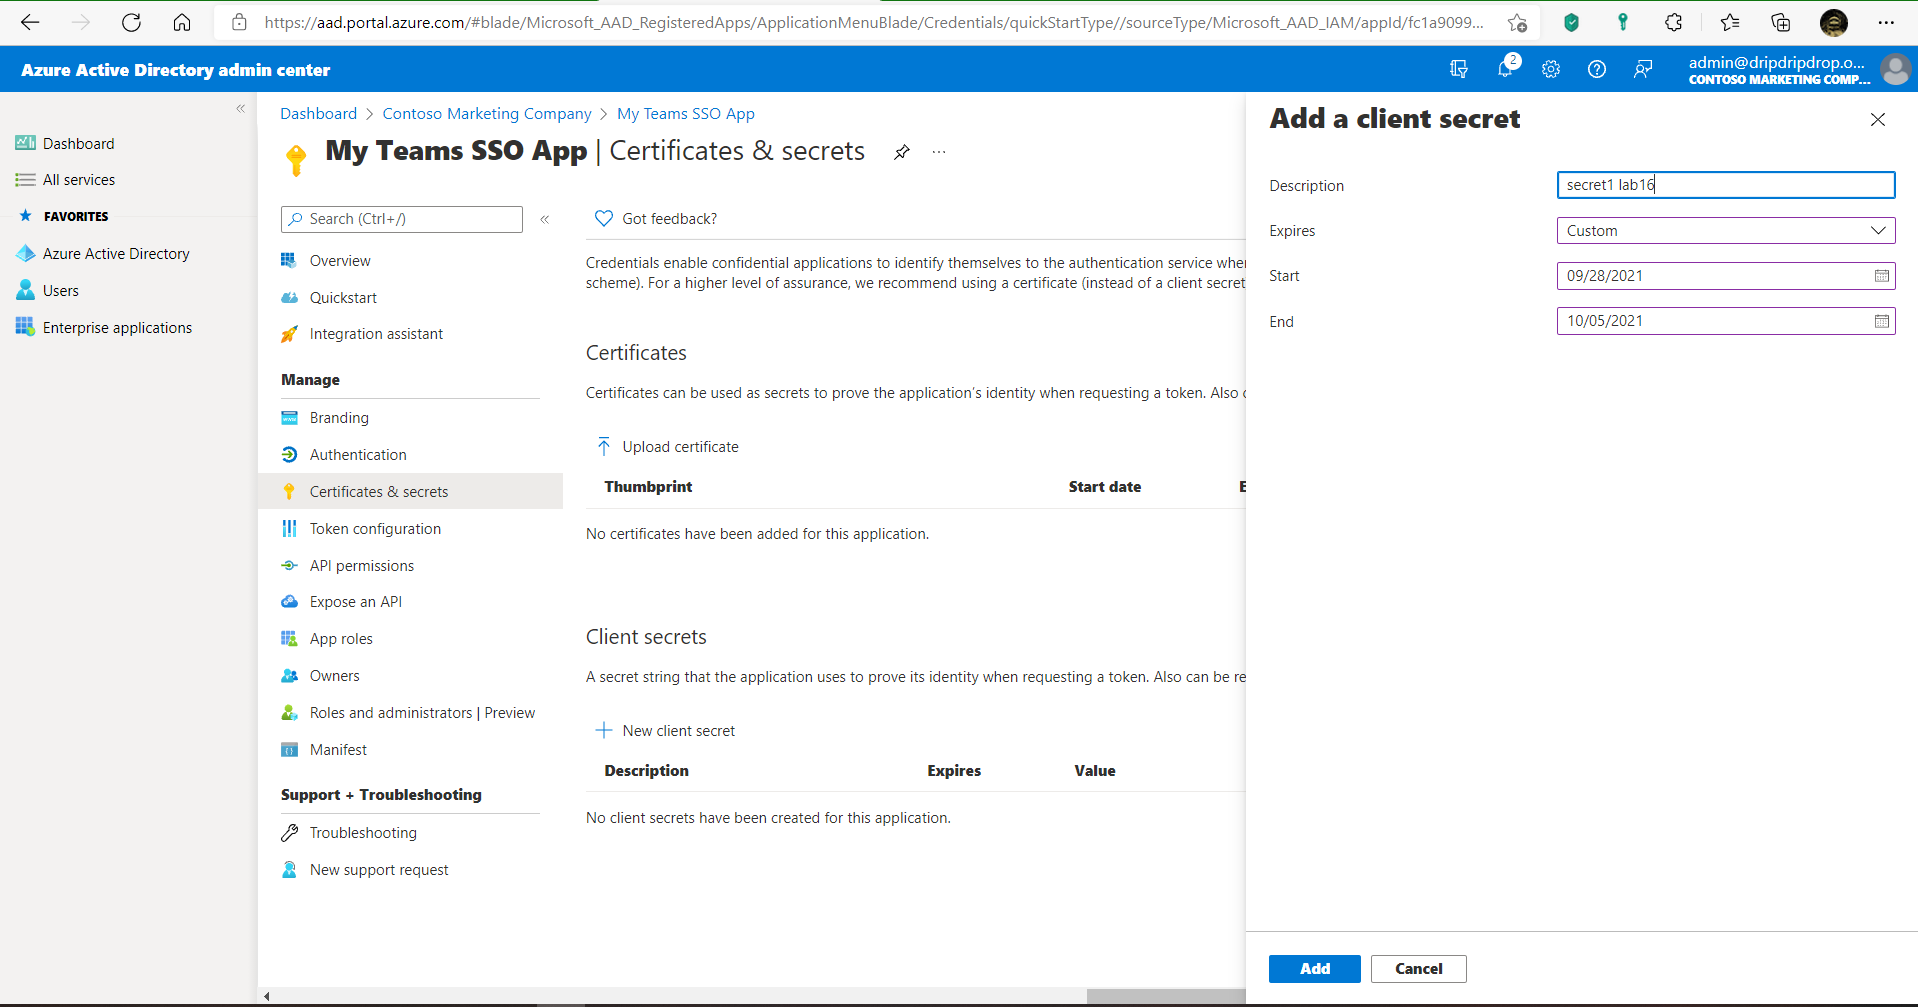 https://aad.portal.azure.com/#blade/Microsoft_AAD_RegisteredApps/ApplicationMenuBlade/Credentials/quickStartType//sourceType/Microsoft_AAD_IAM/appId/fc1a9099...
Azure Active Directory admin center
2
admin@dripdripdrop.o...
CONTOSO MARKETING COMP...
Dashboard
All services
FAVORITES
Azure Active Directory
Users
Enterprise applications
Dashboard > Contoso Marketing Company > My Teams SSO App
My Teams SSO App | Certificates & secrets
...
Search (Ctrl+/)
Overview
Quickstart
Integration assistant
Manage
Branding
Authentication
Certificates & secrets
Token configuration
API permissions
Expose an API
App roles
Owners
Roles and administrators | Preview
Manifest
Support + Troubleshooting
Troubleshooting
New support request
Got feedback?
Credentials enable confidential applications to identify themselves to the authentication service whe
scheme). For a higher level of assurance, we recommend using a certificate (instead of a client secret
Certificates
Certificates can be used as secrets to prove the application's identity when requesting a token. Also c
Upload certificate
Thumbprint Start date E
No certificates have been added for this application.
Client secrets
A secret string that the application uses to prove its identity when requesting a token. Also can be re
New client secret
Description Expires Value
No client secrets have been created for this application.
Add a client secret
Description secret1 lab16
Expires Custom
Start 09/28/2021
End 10/05/2021
Add Cancel